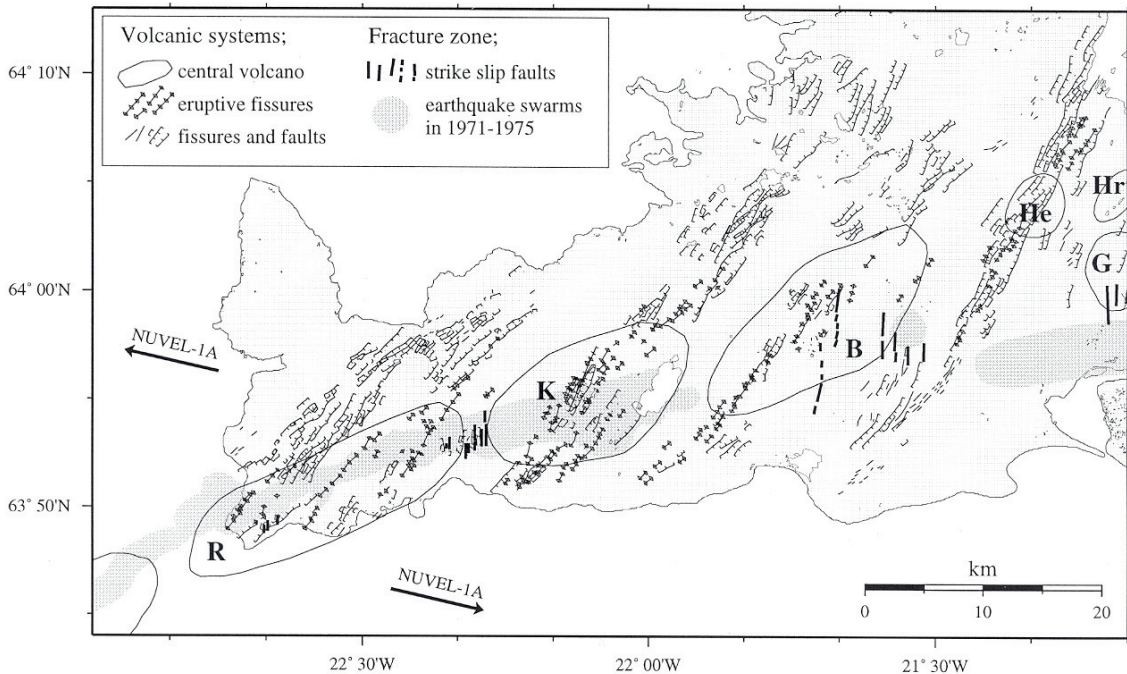 Volcanic systems;
central volcano
eruptive fissures
fissures and faults
Fracture zone;
strike slip faults
earthquake swarms
in 1971-1975
64° 10'N
64° 00'N
63° 50'N
Hr
He
G
B
K
R
NUVEL-1A
NUVEL-1A
km
0 10 20
22° 30'W
22° 00'W
21° 30'W